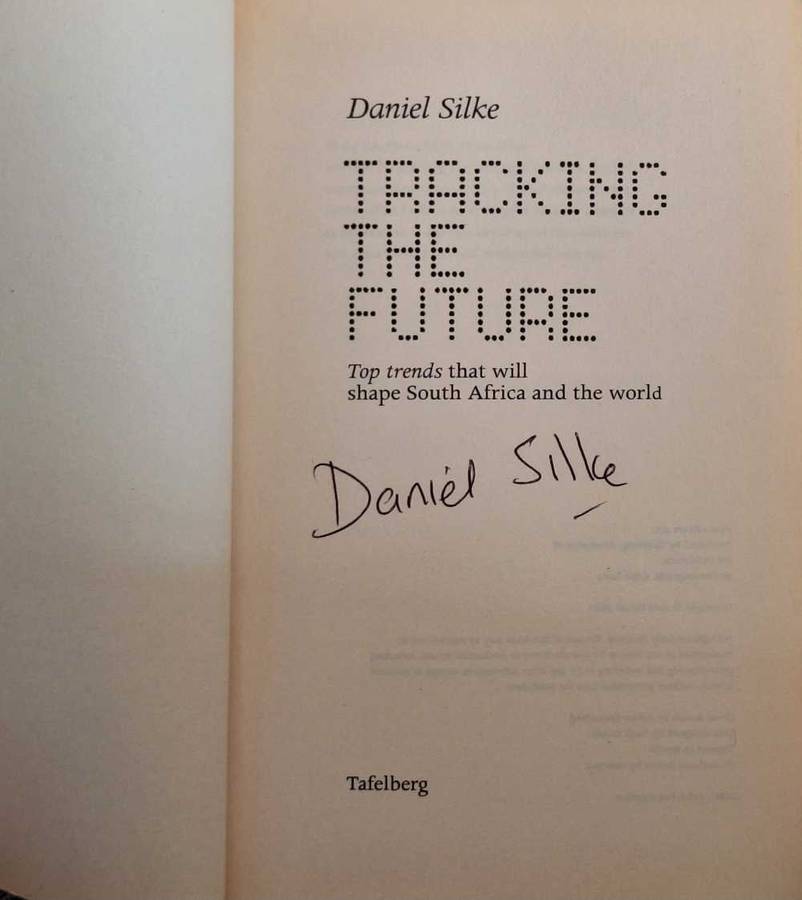 Daniel Silke
TRACKING
THE
FUTURE
Top trends that will
shape South Africa and the world
Daniel Silke
Tafelberg